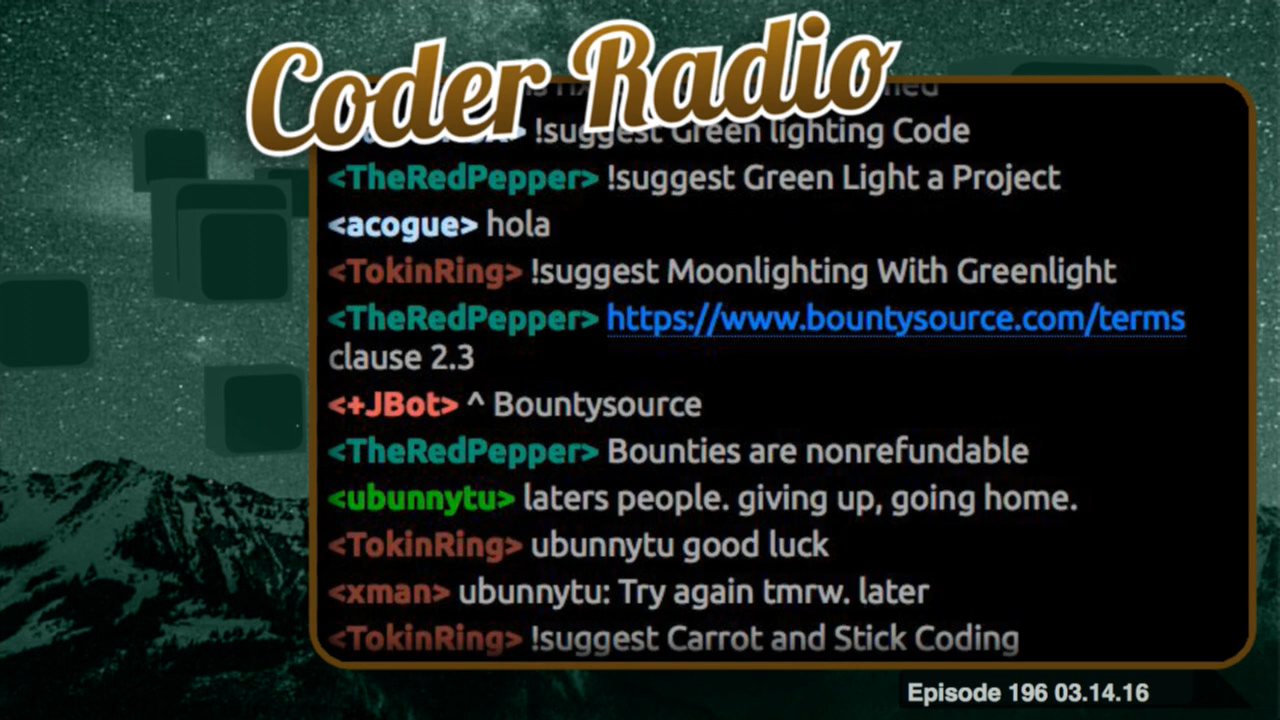 Coder Radio
!suggest Green lighting Code
<TheRedPepper> !suggest Green Light a Project
<acogue> hola
<TokinRing> !suggest Moonlighting With Greenlight
<TheRedPepper> https://www.bountysource.com/terms
clause 2.3
<+JBot> ^ Bountysource
<TheRedPepper> Bounties are nonrefundable
<ubunnytu> laters people. giving up, going home.
<TokinRing> ubunnytu good luck
<xman> ubunnytu: Try again tmrw. later
<TokinRing> !suggest Carrot and Stick Coding
Episode 196 03.14.16